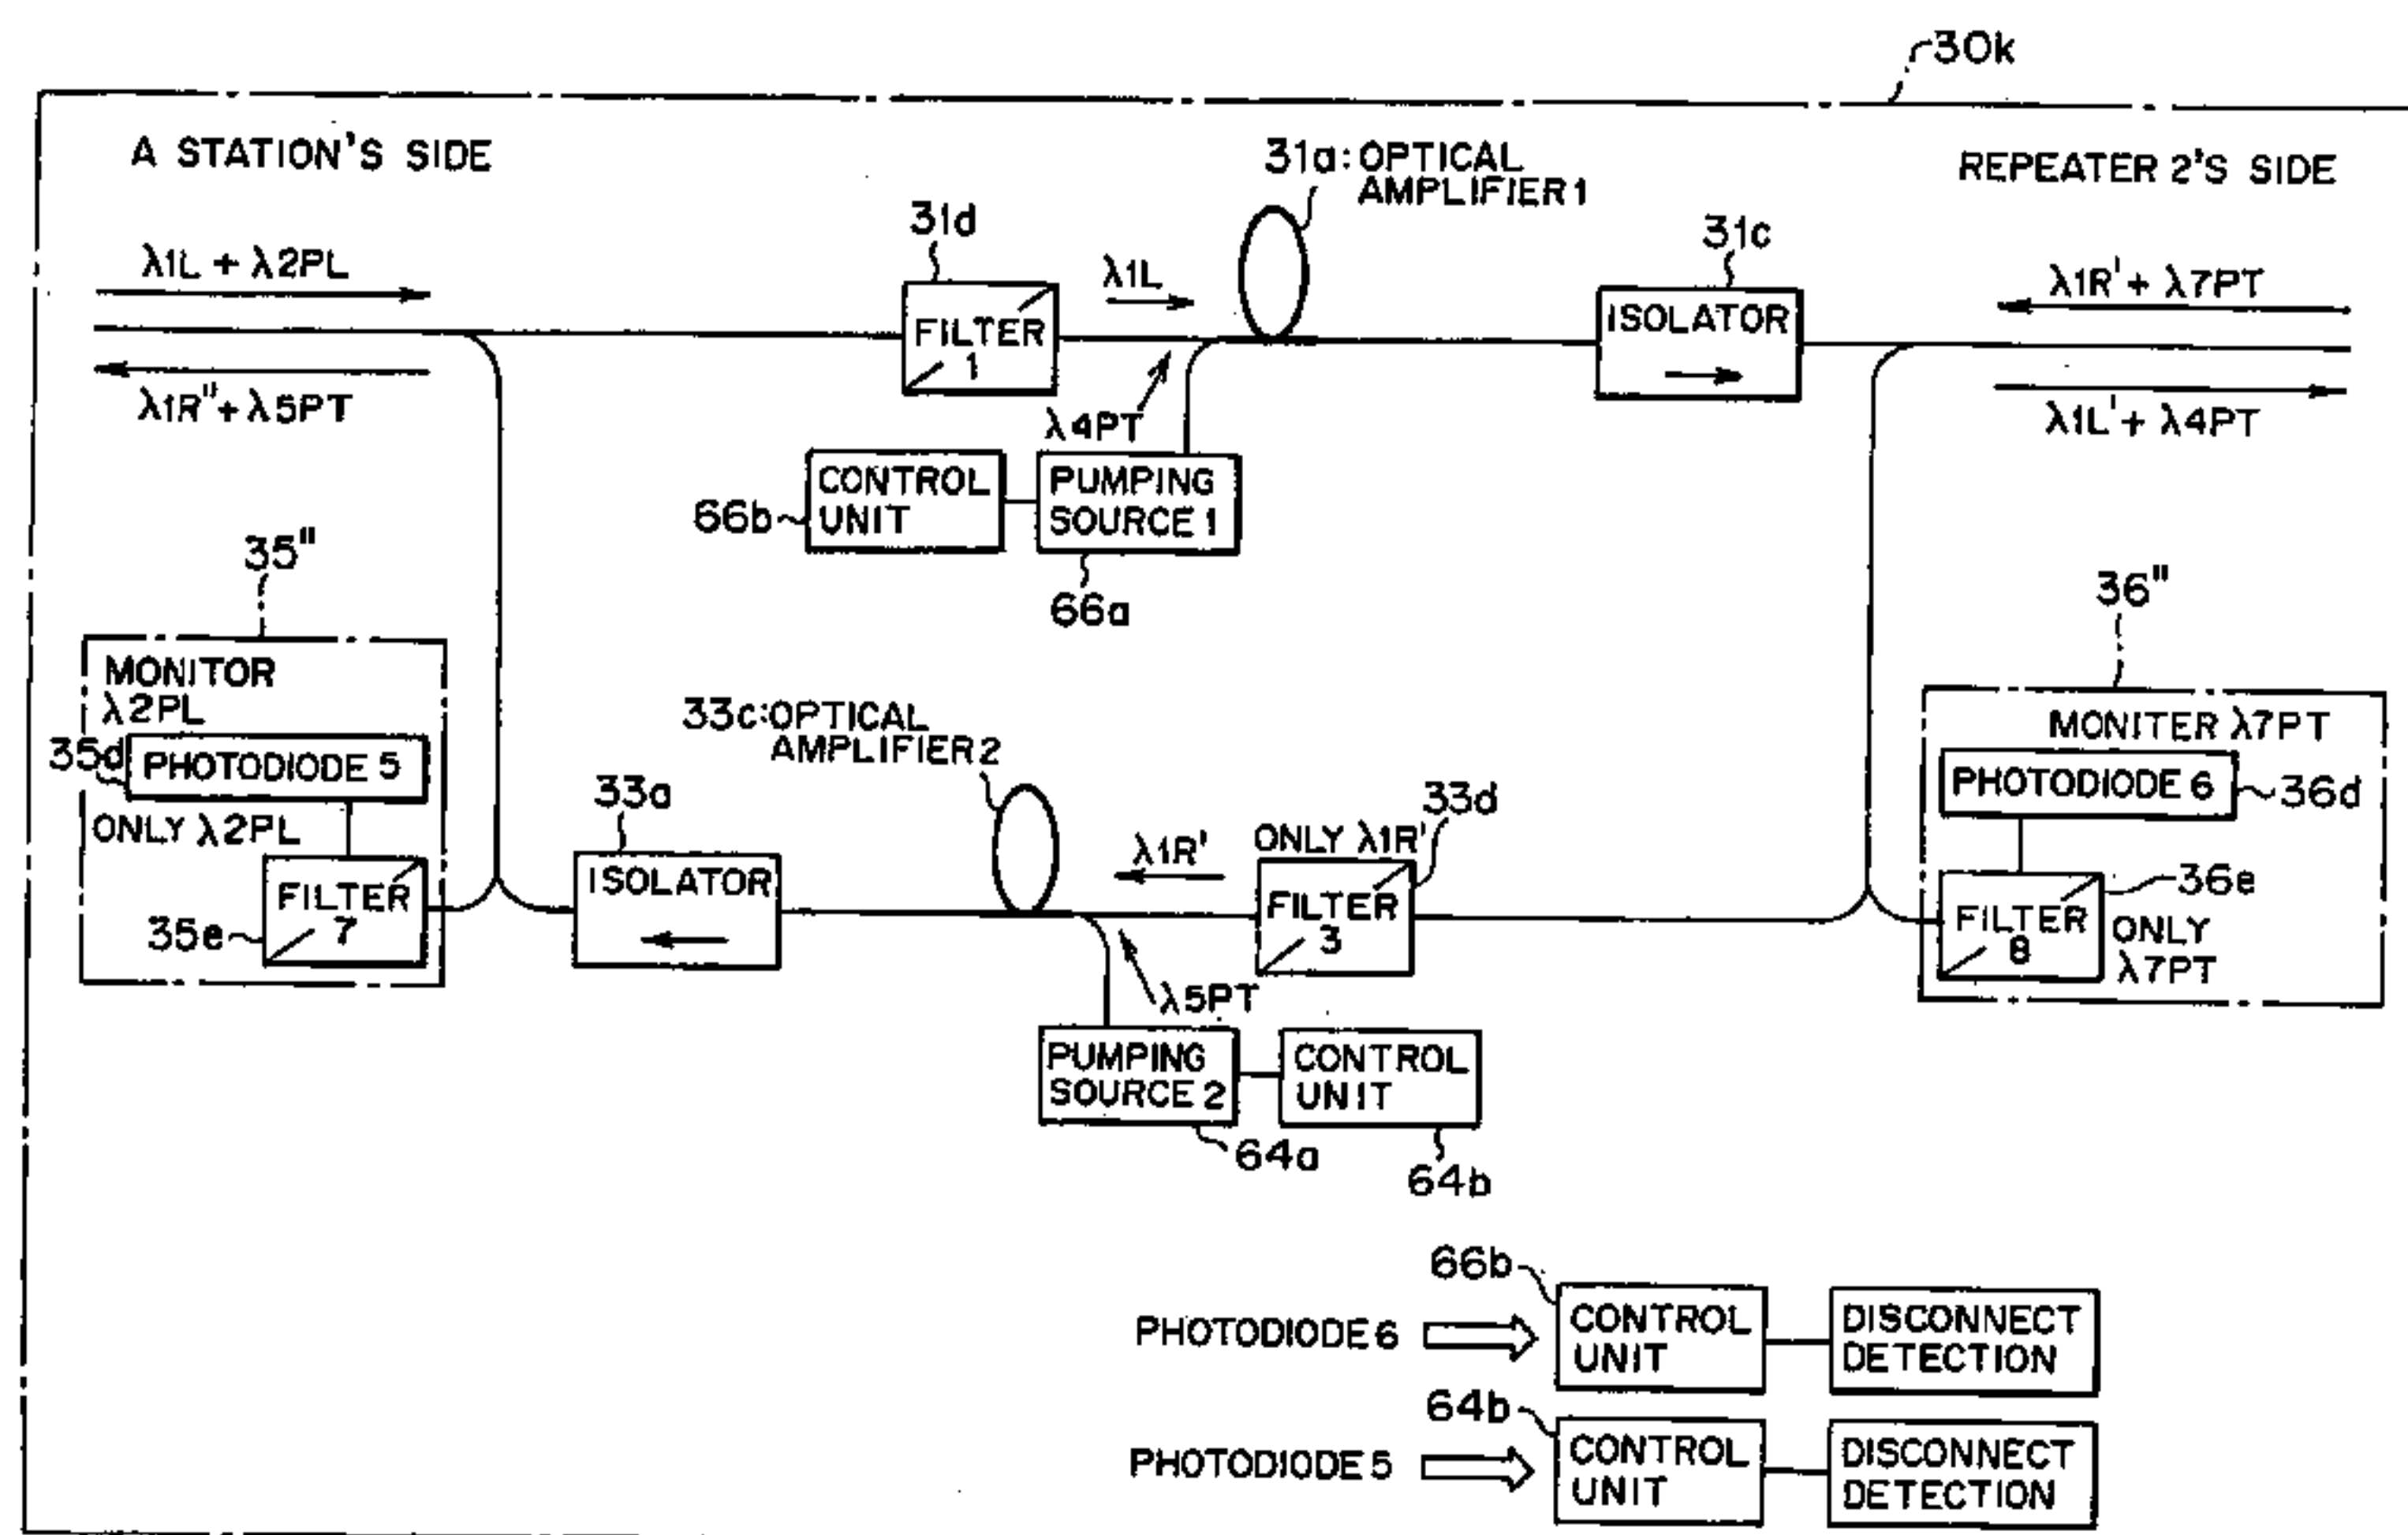 30k
A STATION'S SIDE
REPEATER 2'S SIDE
31a: OPTICAL
AMPLIFIER 1
31d
31c
λ1L + λ2PL
λ1L
λ1R' + λ7PT
FILTER
1
ISOLATOR
λ1R" + λ5PT
λ4PT
λ1L' + λ4PT
CONTROL
UNIT
PUMPING
SOURCE 1
66b
66a
35"
36"
MONITOR
λ2PL
33c: OPTICAL
AMPLIFIER 2
MONITER λ7PT
35d
PHOTODIODE 5
33a
33d
PHOTODIODE 6
36d
ONLY λ2PL
ONLY λ1R'
λ1R'
FILTER
7
35e
ISOLATOR
FILTER
3
FILTER
8
36e
ONLY
λ7PT
λ5PT
PUMPING
SOURCE 2
CONTROL
UNIT
64a
64b
66b
PHOTODIODE 6
CONTROL
UNIT
DISCONNECT
DETECTION
64b
PHOTODIODE 5
CONTROL
UNIT
DISCONNECT
DETECTION